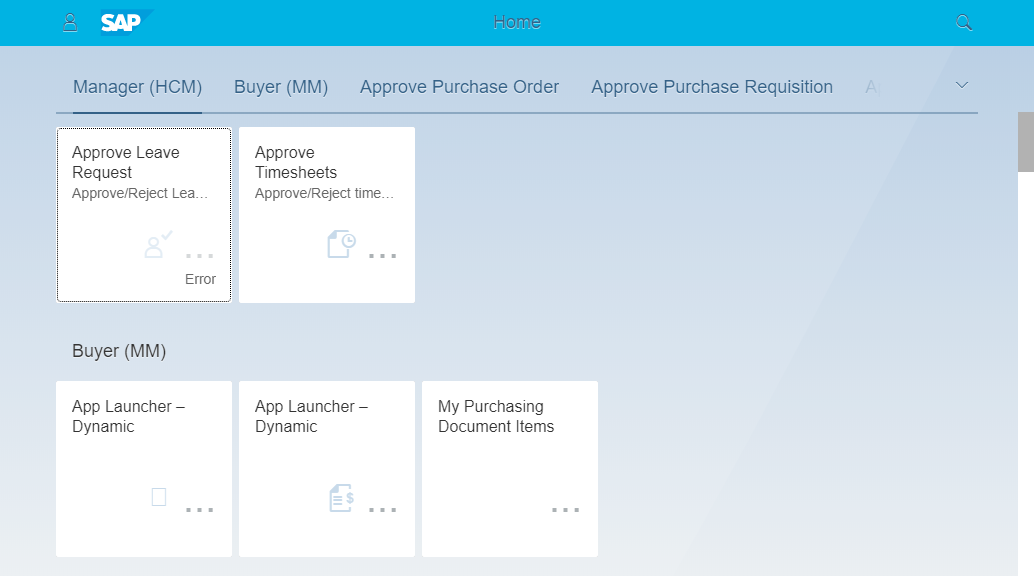 SAP
Home
Manager (HCM)
Buyer (MM)
Approve Purchase Order
Approve Purchase Requisition
Approve Leave
Request
Approve/Reject Lea...
Error
Approve
Timesheets
Approve/Reject time...
Buyer (MM)
App Launcher –
Dynamic
App Launcher –
Dynamic
My Purchasing
Document Items